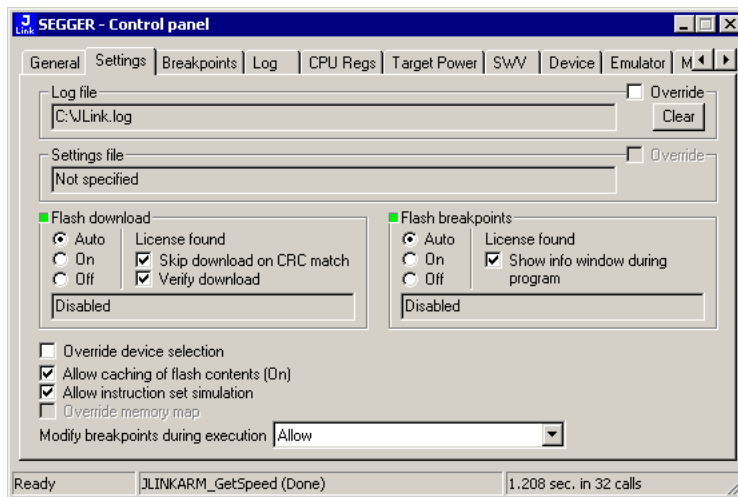 J Link SEGGER - Control panel
General Settings Breakpoints Log CPU Regs Target Power SWV Device Emulator M
Log file Override
C:\JLink.log Clear
Settings file Override
Not specified
Flash download Flash breakpoints
Auto License found Auto License found
On Skip download on CRC match On Show info window during
Off Verify download Off program
Disabled Disabled
Override device selection
Allow caching of flash contents (On)
Allow instruction set simulation
Override memory map
Modify breakpoints during execution Allow
Ready JLINKARM_GetSpeed (Done) 1.208 sec. in 32 calls